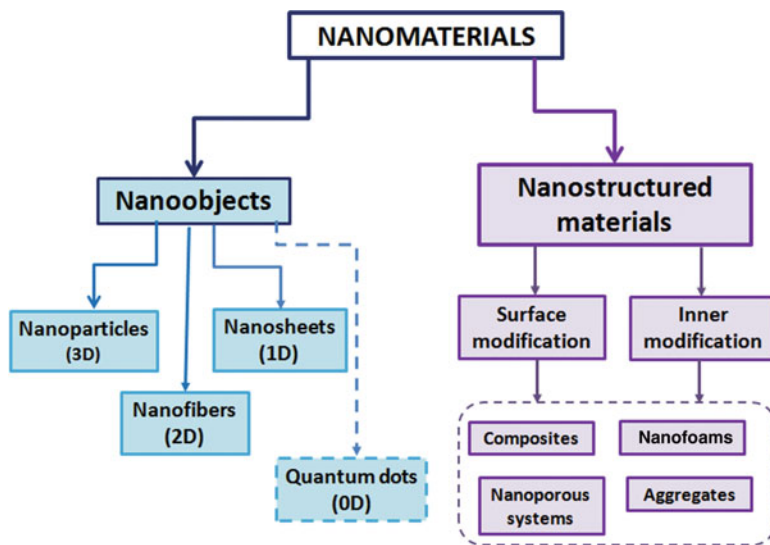 NANOMATERIALS
Nanoobjects
Nanostructured
materials
Nanoparticles
(3D)
Nanosheets
(1D)
Nanofibers
(2D)
Quantum dots
(0D)
Surface
modification
Inner
modification
Composites
Nanofoams
Nanoporous
systems
Aggregates